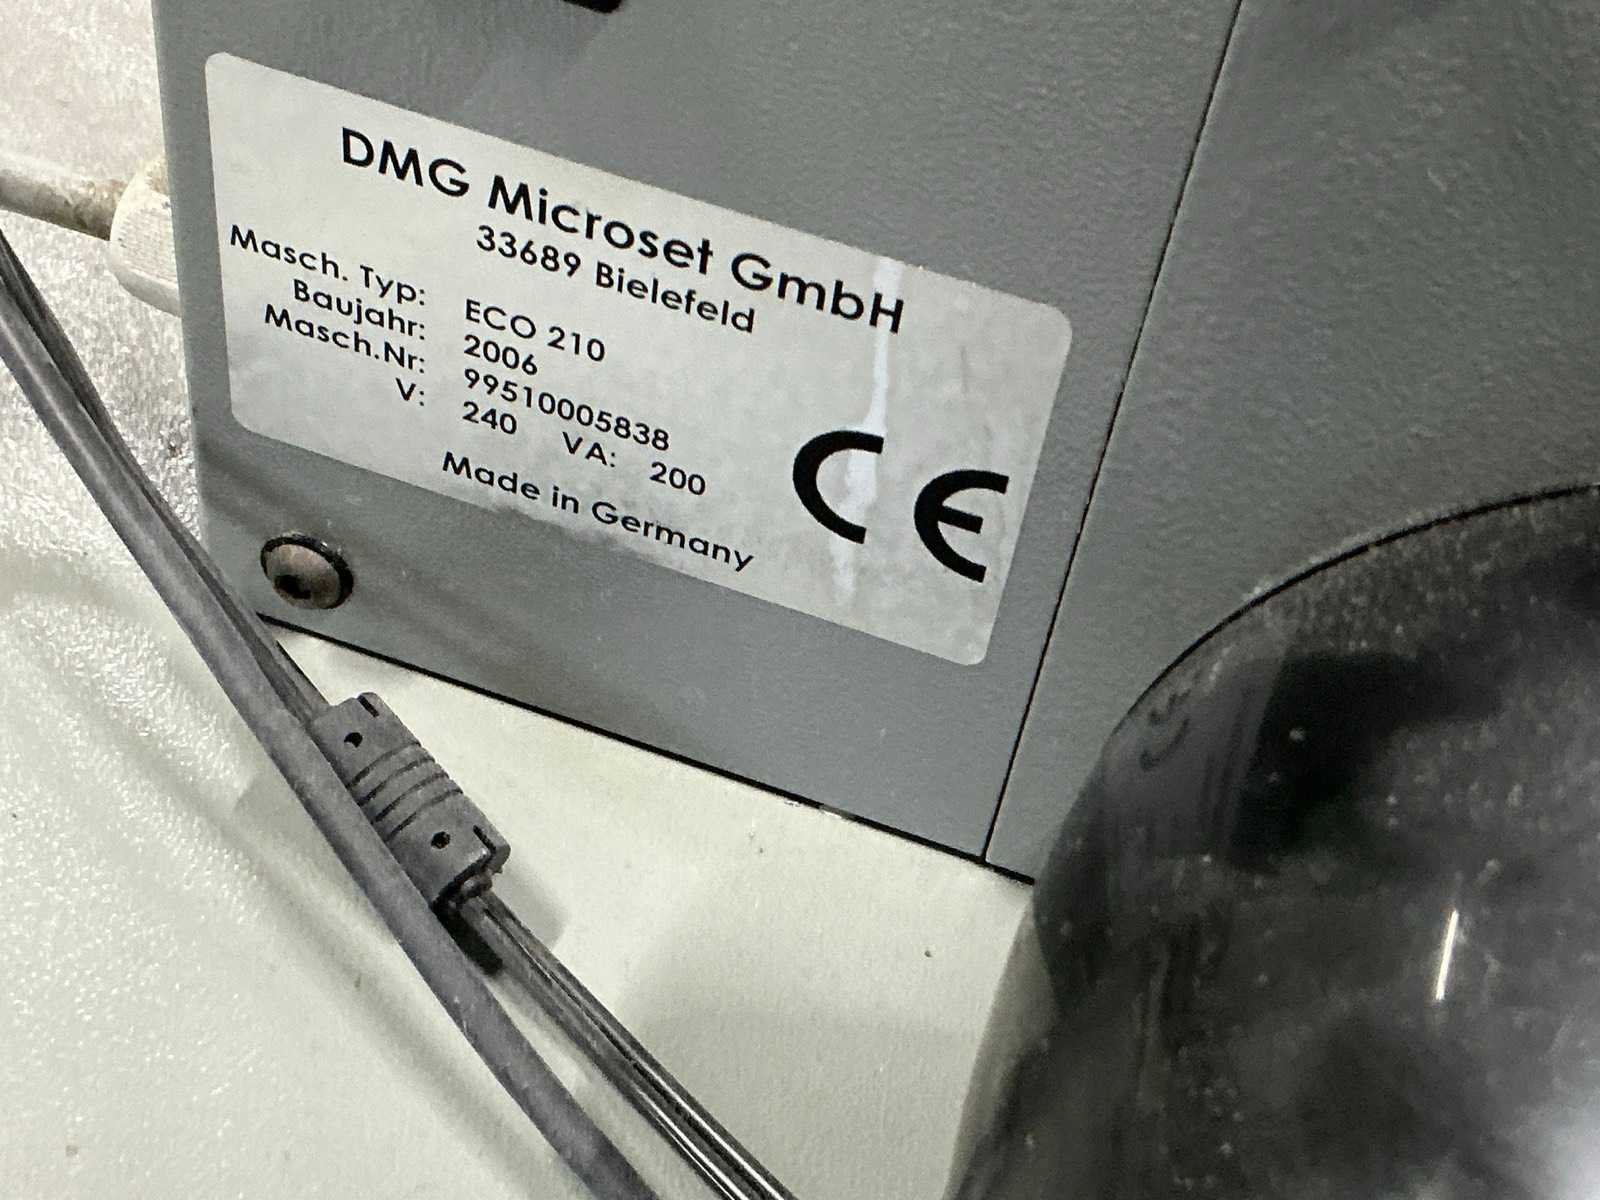 DMG Microset GmbH
33689 Bielefeld
Masch. Typ: ECO 210
Baujahr: 2006
Masch.Nr: 99510005838
V: 240 VA: 200
Made in Germany
CE